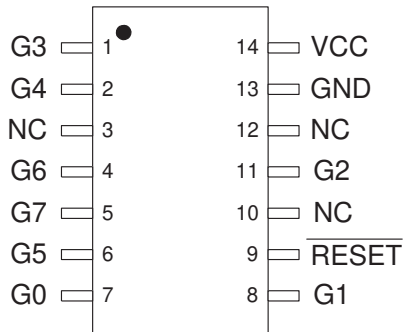 G3 1 14 VCC
G4 2 13 GND
NC 3 12 NC
G6 4 11 G2
G7 5 10 NC
G5 6 9 RESET
G0 7 8 G1